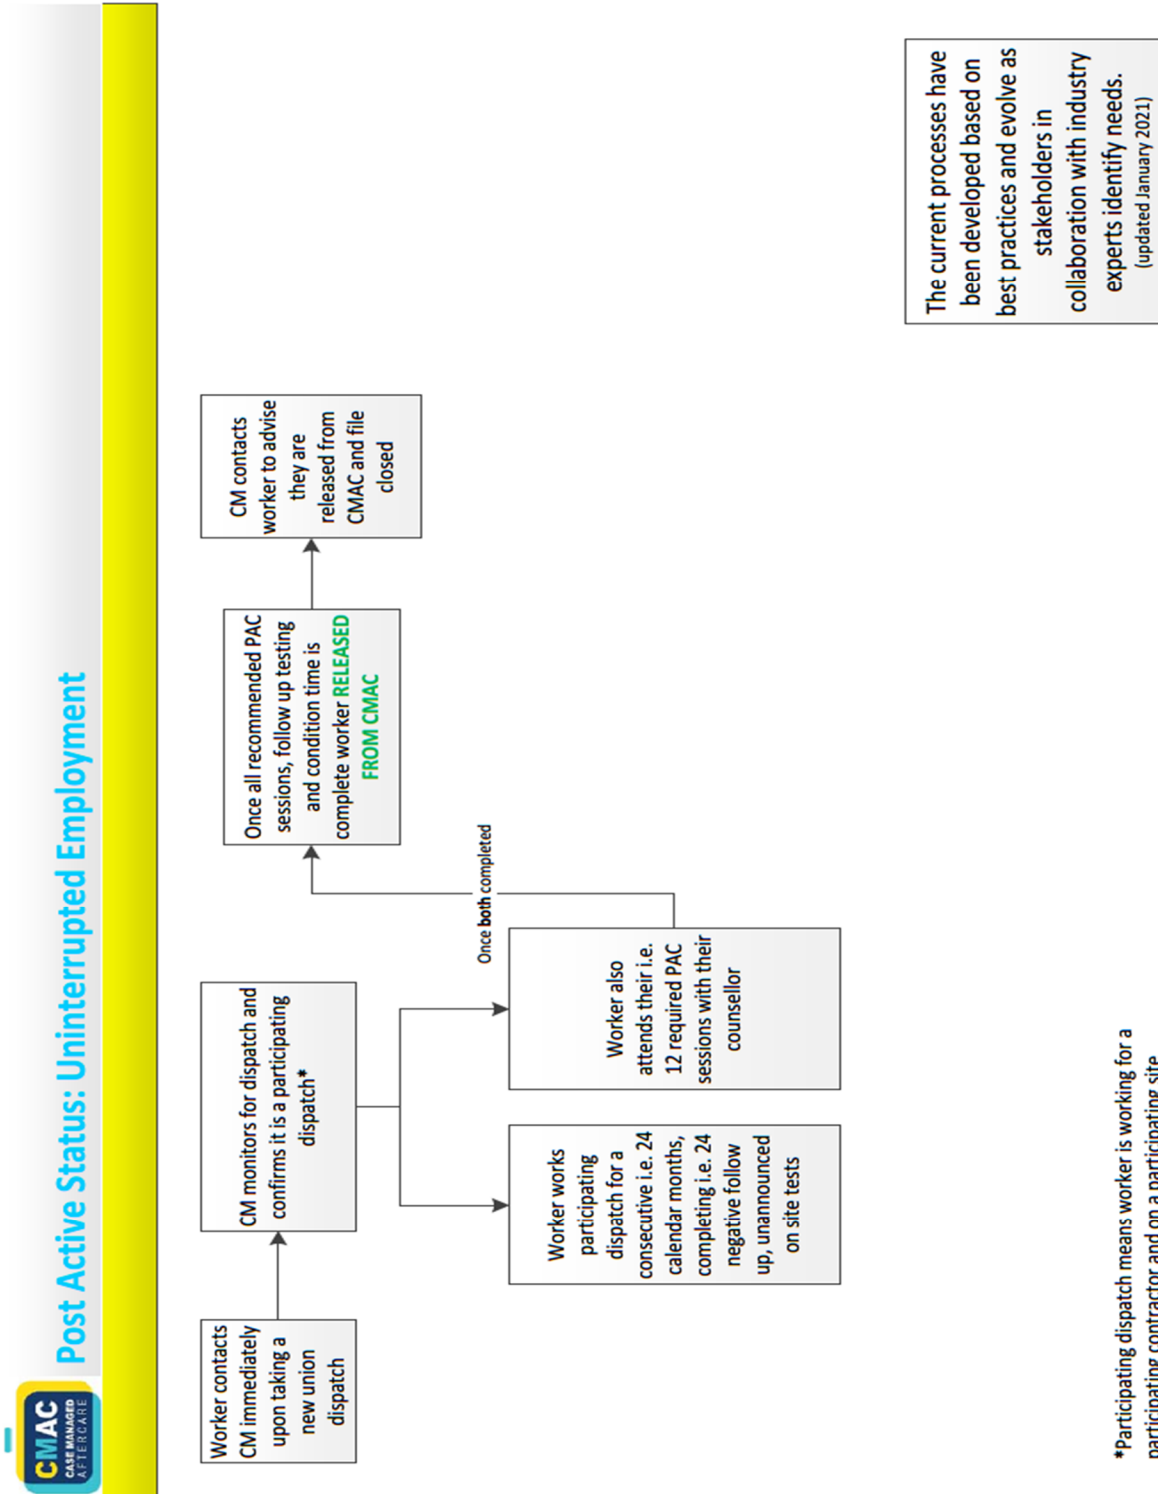 CMAC
CASE MANAGED
AFTERCARE
Post Active Status: Uninterrupted Employment
Worker contacts
CM immediately
upon taking a
new union
dispatch
CM monitors for dispatch and
confirms it is a participating
dispatch*
Worker works
participating
dispatch for a
consecutive i.e. 24
calendar months,
completing i.e. 24
negative follow
up, unannounced
on site tests
Worker also
attends their i.e.
12 required PAC
sessions with their
counsellor
Once both completed
Once all recommended PAC
sessions, follow up testing
and condition time is
complete worker RELEASED
FROM CMAC
CM contacts
worker to advise
they are
released from
CMAC and file
closed
*Participating dispatch means worker is working for a
participating contractor and on a participating site
The current processes have
been developed based on
best practices and evolve as
stakeholders in
collaboration with industry
experts identify needs.
(updated January 2021)